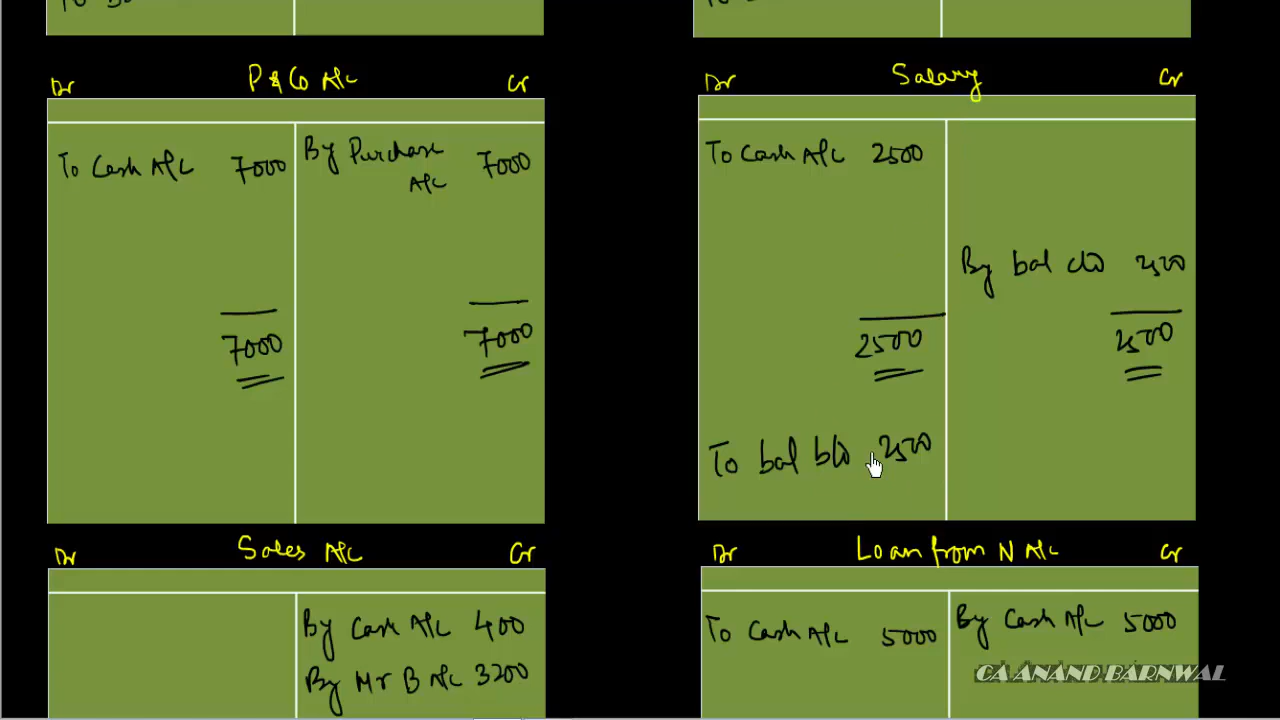 Dr P & Co A/c Cr
To Cash A/c 7000
By Purchase
A/c 7000
7000 7000
Dr Salary Cr
To Cash A/c 2500
By bal c/d 2500
2500 2500
To bal b/d 2500
Dr Sales A/c Cr
By Cash A/c 400
By Mr B A/c 3200
Dr Loan from N A/c Cr
To Cash A/c 5000
By Cash A/c 5000
CA ANAND BARNWAL